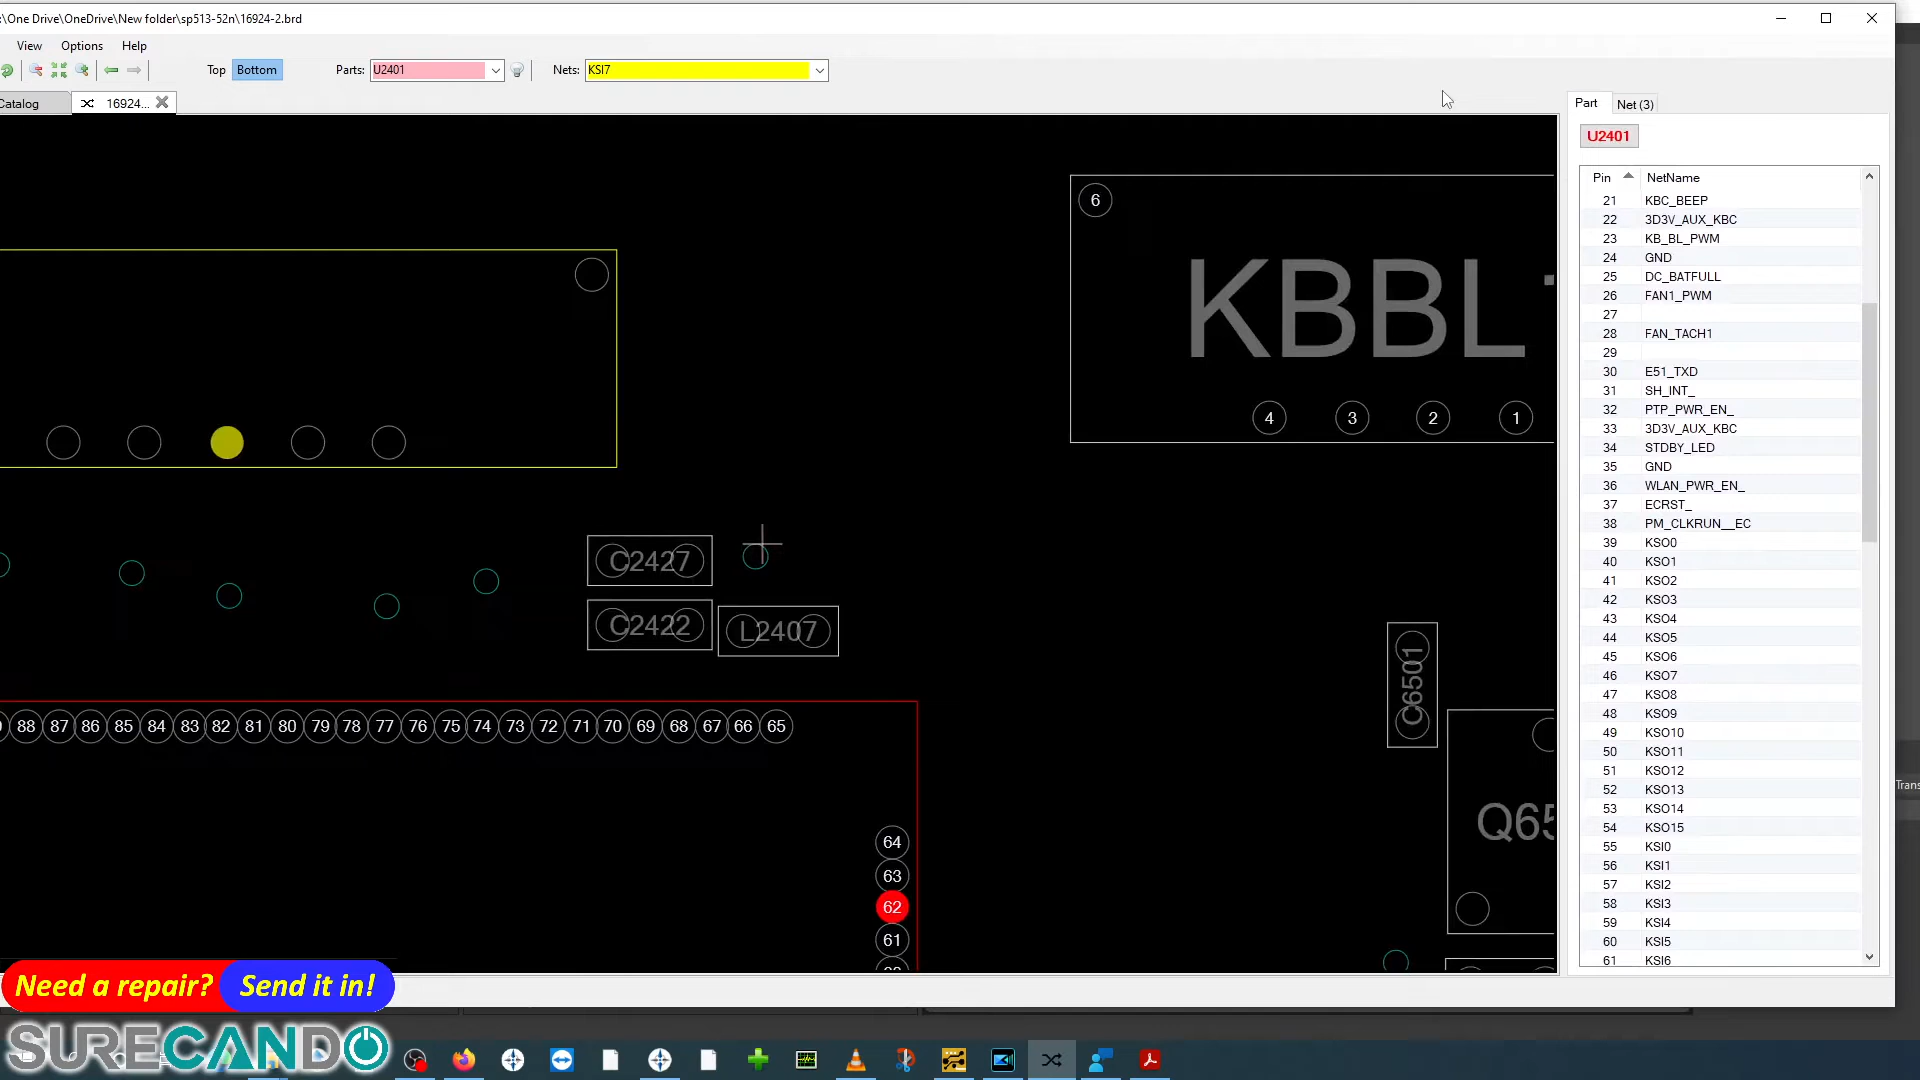 :\One Drive\OneDrive\New folder\sp513-52n\16924-2.brd
View Options Help
Top Bottom Parts: U2401 Nets: KSI7
Catalog 16924...
Part Net (3)
U2401
Pin NetName
21 KBC_BEEP
22 3D3V_AUX_KBC
23 KB_BL_PWM
24 GND
25 DC_BATFULL
26 FAN1_PWM
27
28 FAN_TACH1
29
30 E51_TXD
31 SH_INT_
32 PTP_PWR_EN_
33 3D3V_AUX_KBC
34 STDBY_LED
35 GND
36 WLAN_PWR_EN_
37 ECRST_
38 PM_CLKRUN__EC
39 KSO0
40 KSO1
41 KSO2
42 KSO3
43 KSO4
44 KSO5
45 KSO6
46 KSO7
47 KSO8
48 KSO9
49 KSO10
50 KSO11
51 KSO12
52 KSO13
53 KSO14
54 KSO15
55 KSI0
56 KSI1
57 KSI2
58 KSI3
59 KSI4
60 KSI5
61 KSI6
6
KBBL
4 3 2 1
C2427
C2422 L2407
C6501
88 87 86 85 84 83 82 81 80 79 78 77 76 75 74 73 72 71 70 69 68 67 66 65
Q65
64
63
62
61
Trans
Need a repair? Send it in!
SURECANDO